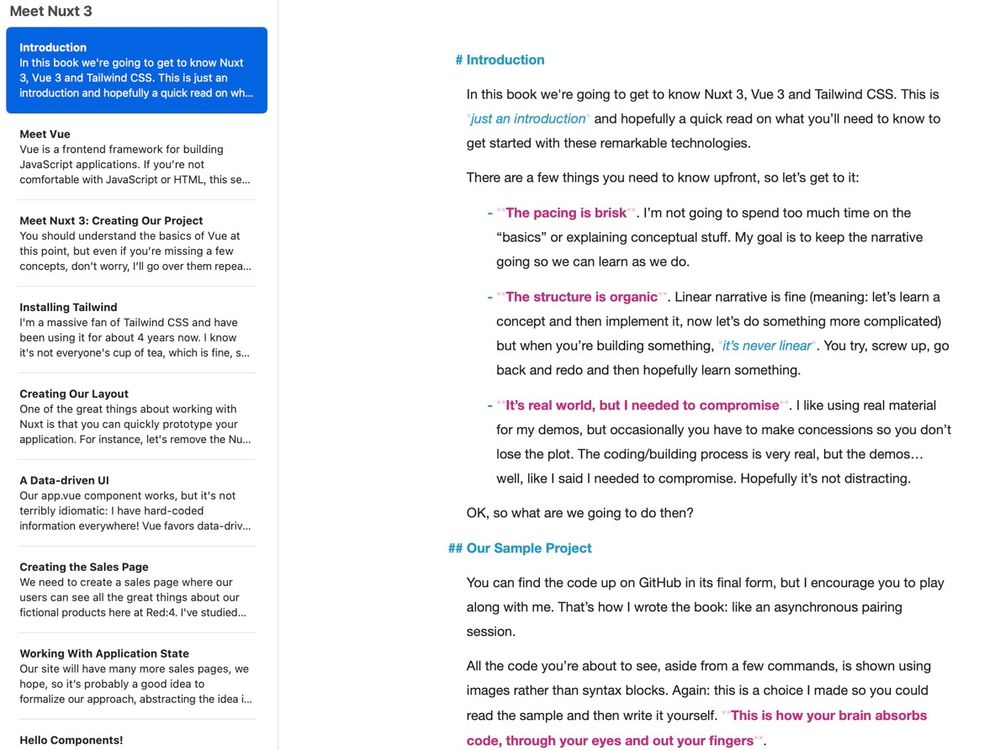 Meet Nuxt 3
Introduction
In this book we're going to get to know Nuxt
3, Vue 3 and Tailwind CSS. This is just an
introduction and hopefully a quick read on wh...
Meet Vue
Vue is a frontend framework for building
JavaScript applications. If you're not
comfortable with JavaScript or HTML, this se...
Meet Nuxt 3: Creating Our Project
You should understand the basics of Vue at
this point, but even if you're missing a few
concepts, don't worry, I'll go over them repea...
Installing Tailwind
I'm a massive fan of Tailwind CSS and have
been using it for about 4 years now. I know
it's not everyone's cup of tea, which is fine, s...
Creating Our Layout
One of the great things about working with
Nuxt is that you can quickly prototype your
application. For instance, let's remove the Nu...
A Data-driven UI
Our app.vue component works, but it's not
terribly idiomatic: I have hard-coded
information everywhere! Vue favors data-driv...
Creating the Sales Page
We need to create a sales page where our
users can see all the great things about our
fictional products here at Red:4. I've studied...
Working With Application State
Our site will have many more sales pages, we
hope, so it's probably a good idea to
formalize our approach, abstracting the idea i...
Hello Components!
# Introduction
In this book we're going to get to know Nuxt 3, Vue 3 and Tailwind CSS. This is
*just an introduction* and hopefully a quick read on what you'll need to know to
get started with these remarkable technologies.
There are a few things you need to know upfront, so let's get to it:
- **The pacing is brisk**. I'm not going to spend too much time on the
“basics” or explaining conceptual stuff. My goal is to keep the narrative
going so we can learn as we do.
- **The structure is organic**. Linear narrative is fine (meaning: let's learn a
concept and then implement it, now let's do something more complicated)
but when you're building something, *it's never linear*. You try, screw up, go
back and redo and then hopefully learn something.
- **It's real world, but I needed to compromise**. I like using real material
for my demos, but occasionally you have to make concessions so you don't
lose the plot. The coding/building process is very real, but the demos…
well, like I said I needed to compromise. Hopefully it's not distracting.
OK, so what are we going to do then?
## Our Sample Project
You can find the code up on GitHub in its final form, but I encourage you to play
along with me. That's how I wrote the book: like an asynchronous pairing
session.
All the code you're about to see, aside from a few commands, is shown using
images rather than syntax blocks. Again: this is a choice I made so you could
read the sample and then write it yourself. **This is how your brain absorbs
code, through your eyes and out your fingers**.